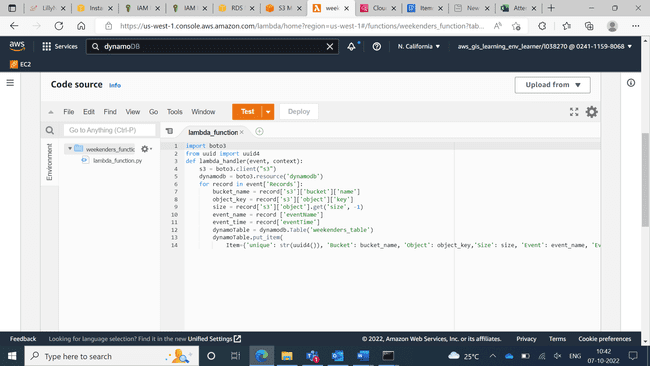 Lilly
Insta
IAM
IAM
RDS
S3 M
week
Clou
Item
New
Atte
https://us-west-1.console.aws.amazon.com/lambda/home?region=us-west-1#/functions/weekenders_function?tab...
aws
Services
dynamoDB
N. California
aws_gis_learning_env_learner/l038270 @ 0241-1159-8068
EC2
Code source
Info
Upload from
File Edit Find View Go Tools Window
Test
Deploy
Go to Anything (Ctrl-P)
lambda_function
Environment
weekenders_functic
lambda_function.py
1 import boto3
2 from uuid import uuid4
3 def lambda_handler(event, context):
4 s3 = boto3.client("s3")
5 dynamodb = boto3.resource('dynamodb')
6 for record in event['Records']:
7 bucket_name = record['s3']['bucket']['name']
8 object_key = record['s3']['object']['key']
9 size = record['s3']['object'].get('size', -1)
10 event_name = record ['eventName']
11 event_time = record['eventTime']
12 dynamoTable = dynamodb.Table('weekenders_table')
13 dynamoTable.put_item(
14 Item={'unique': str(uuid4()), 'Bucket': bucket_name, 'Object': object_key,'Size': size, 'Event': event_name, 'Ev
Feedback
Looking for language selection? Find it in the new Unified Settings
© 2022, Amazon Web Services, Inc. or its affiliates.
Privacy
Terms
Cookie preferences
Type here to search
25°C
ENG
10:42
07-10-2022